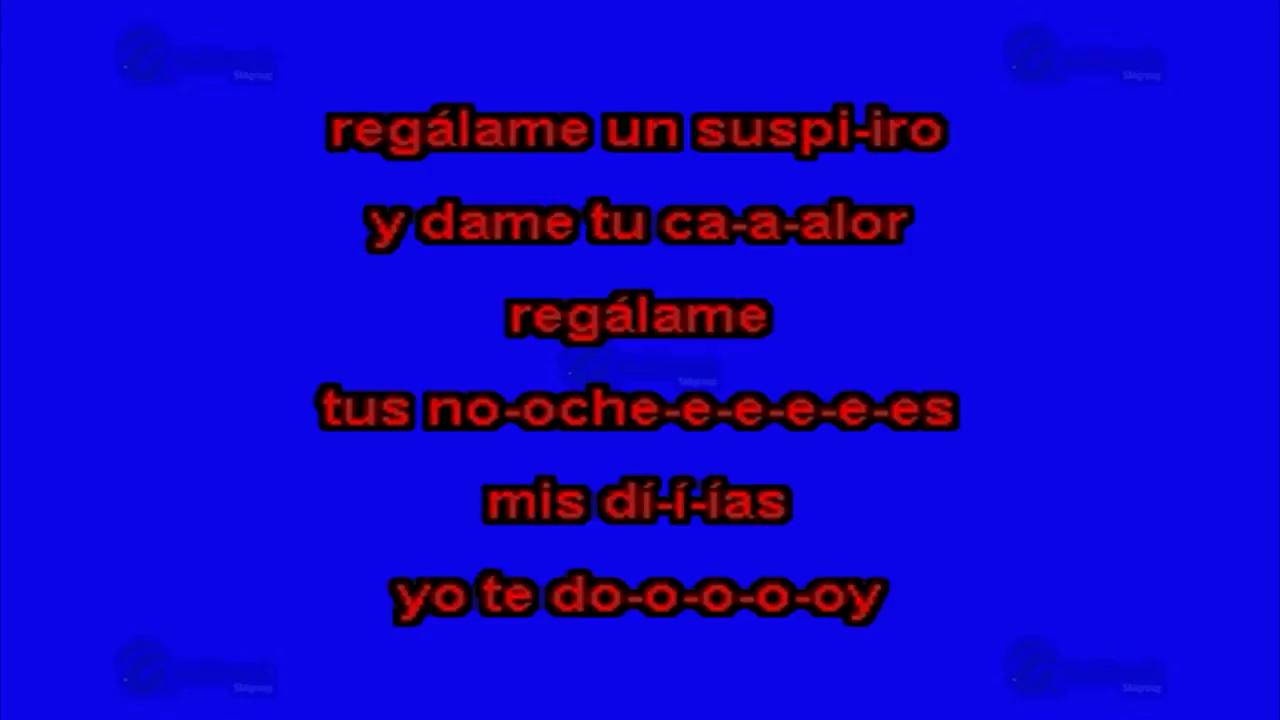 regálame un suspi-iro
y dame tu ca-a-alor
regálame
tus no-oche-e-e-e-e-es
mis dí-í-ías
yo te do-o-o-o-oy